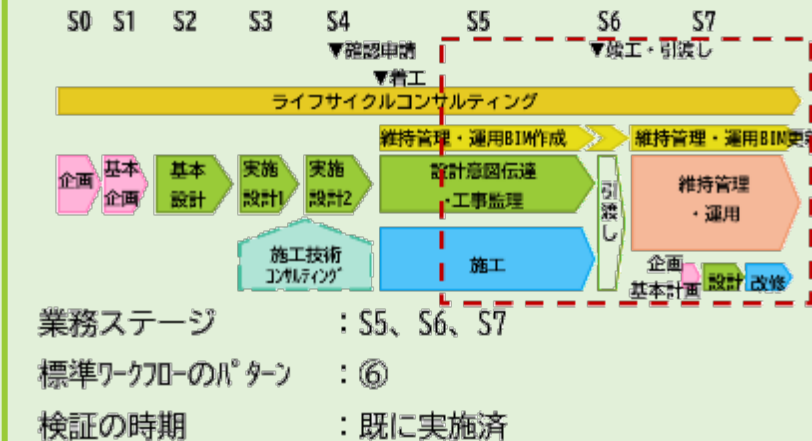 S0 S1 S2 S3 S4 S5 S6 S7
▼確認申請 ▼竣工・引渡し
▼着工
ライフサイクルコンサルティング
維持管理・運用BIM作成 維持管理・運用BIM更新
企画 基本企画 基本設計 実施設計1 実施設計2 設計意図伝達・工事監理 引渡し 維持管理・運用
施工技術コンサルティング 施工
企画 基本計画 設計 改修
業務ステージ ：S5、S6、S7
標準ワークフローのパターン ：⑥
検証の時期 ：既に実施済